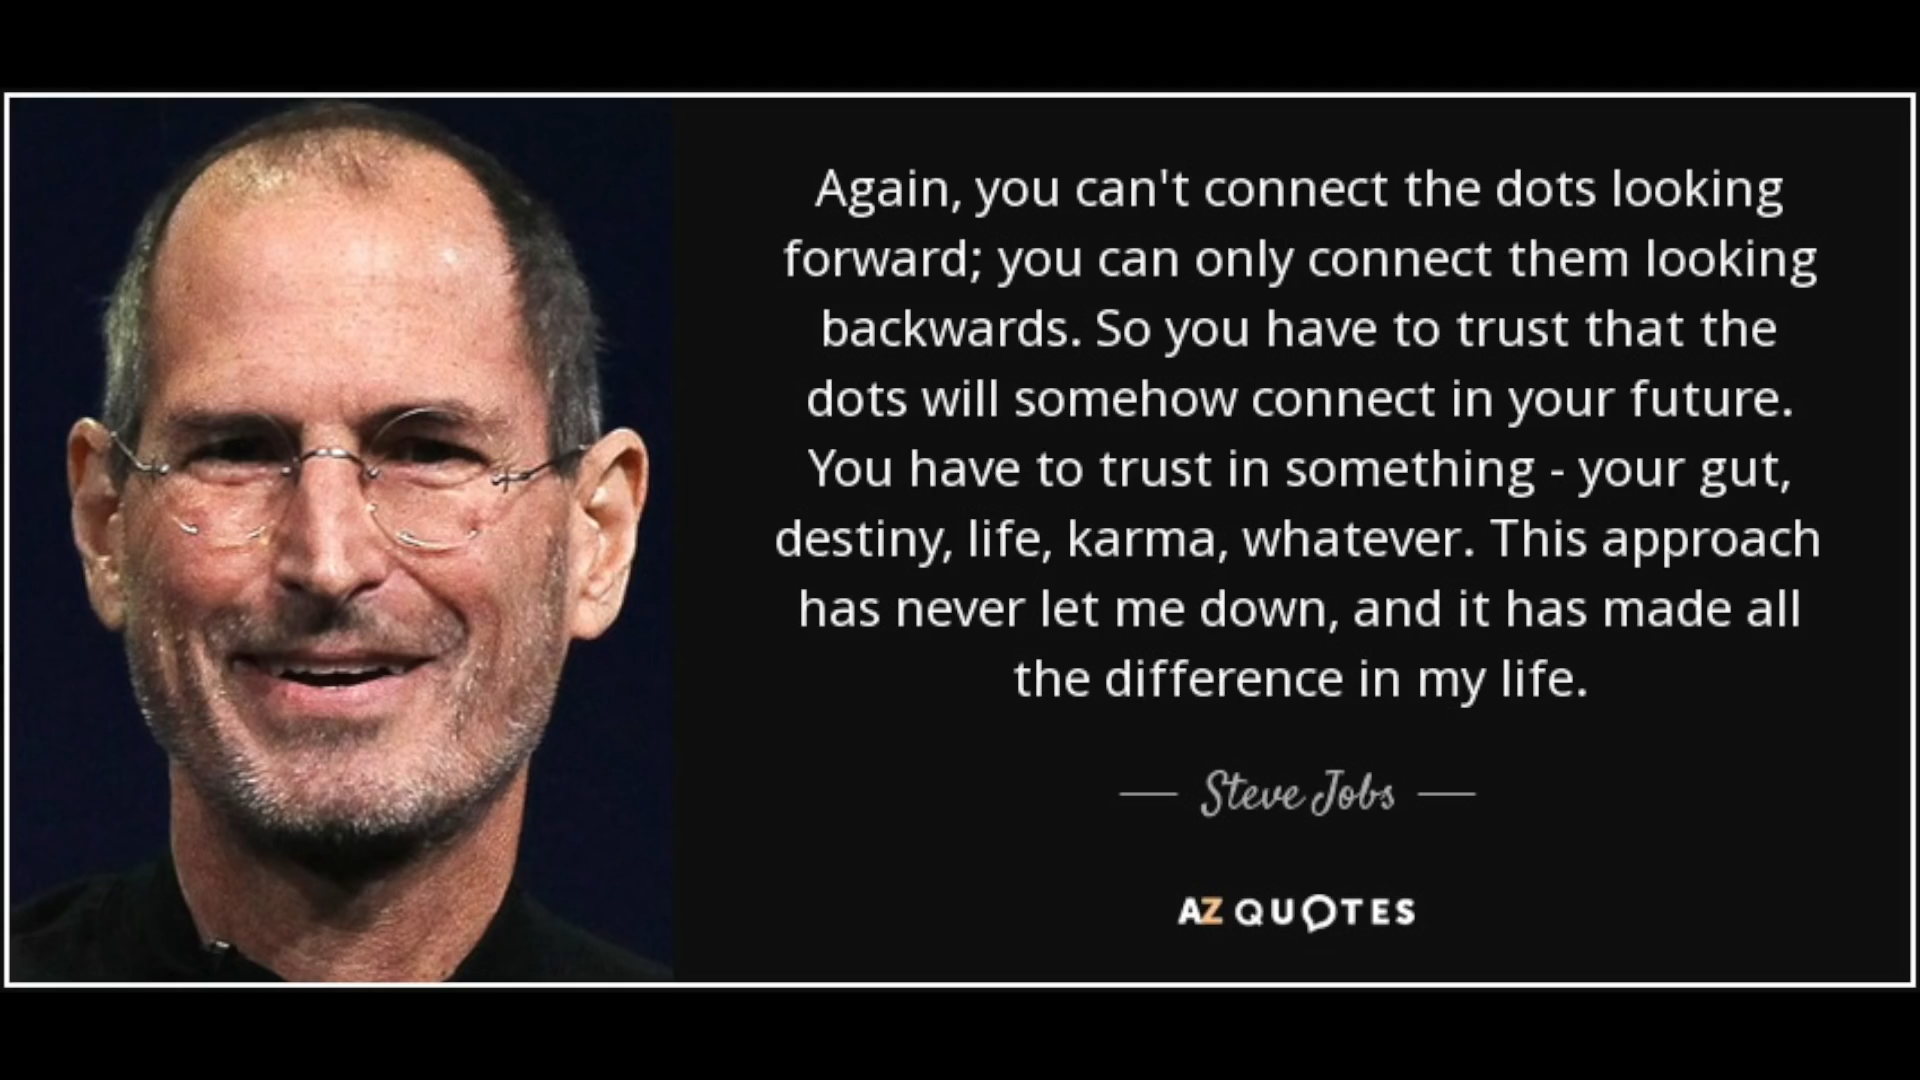 Again, you can't connect the dots looking
forward; you can only connect them looking
backwards. So you have to trust that the
dots will somehow connect in your future.
You have to trust in something - your gut,
destiny, life, karma, whatever. This approach
has never let me down, and it has made all
the difference in my life.
Steve Jobs
AZ QUOTES